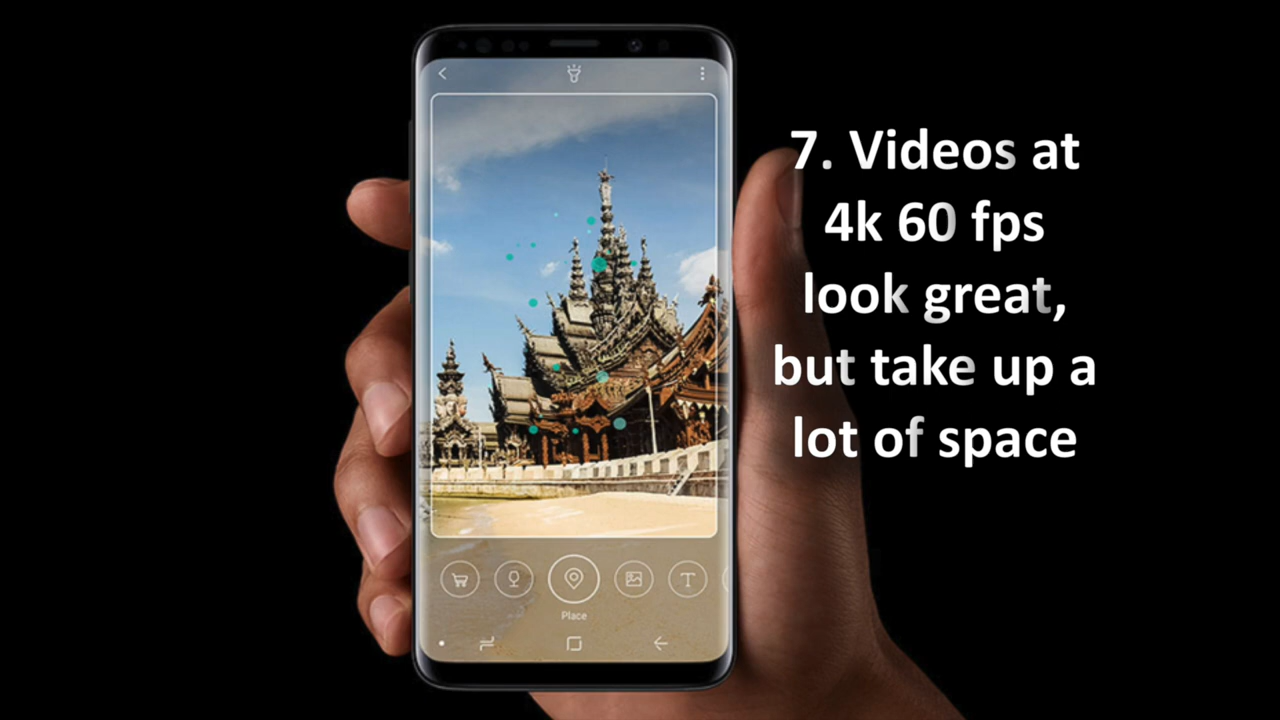 7. Videos at
4k 60 fps
look great,
but take up a
lot of space
Place